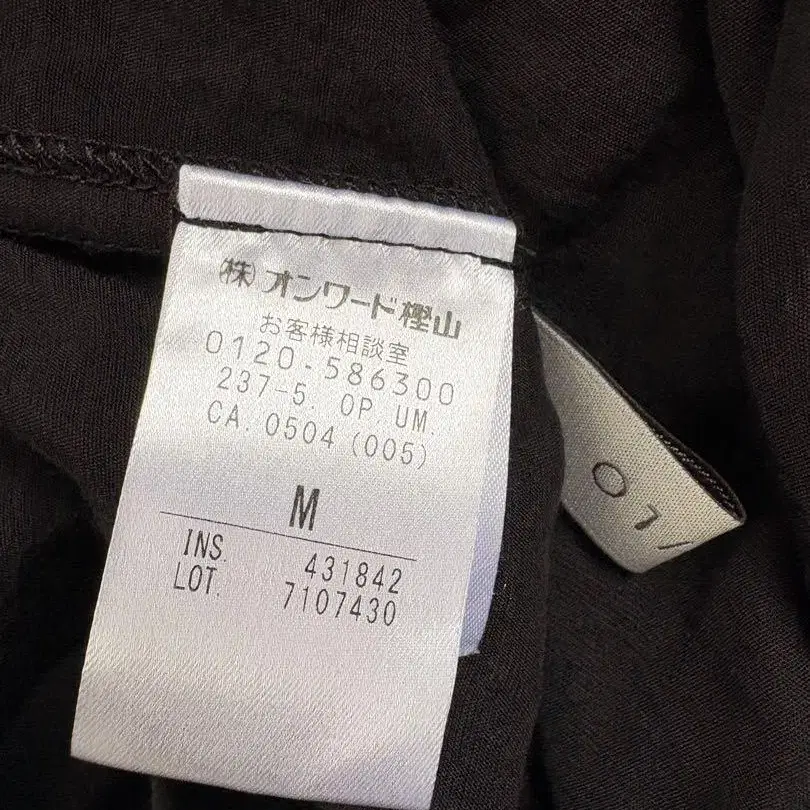 (株)オンワード樫山
お客様相談室
0120-586300
237-5. OP. UM.
CA. 0504 (005)
M
INS. 431842
LOT. 7107430
01/